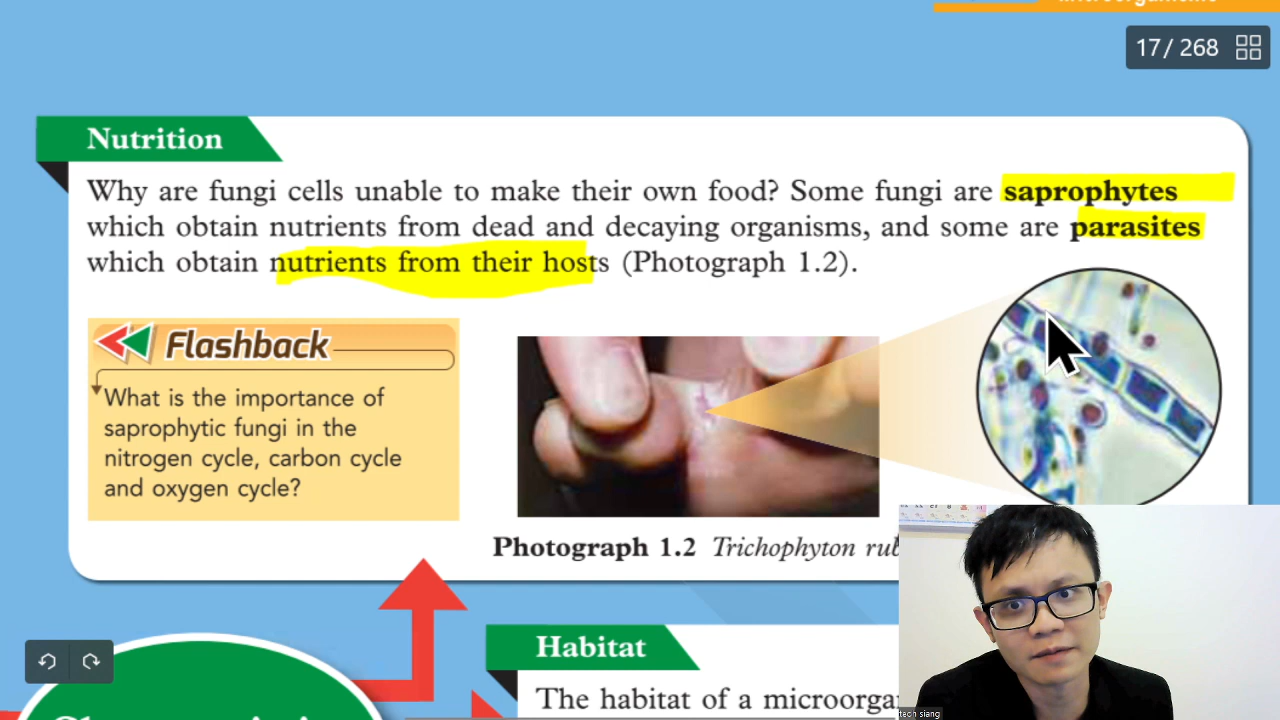 17/ 268
Nutrition
Why are fungi cells unable to make their own food? Some fungi are saprophytes
which obtain nutrients from dead and decaying organisms, and some are parasites
which obtain nutrients from their hosts (Photograph 1.2).
Flashback
What is the importance of
saprophytic fungi in the
nitrogen cycle, carbon cycle
and oxygen cycle?
Photograph 1.2 Trichophyton rub
Habitat
The habitat of a microorga
teoh siang